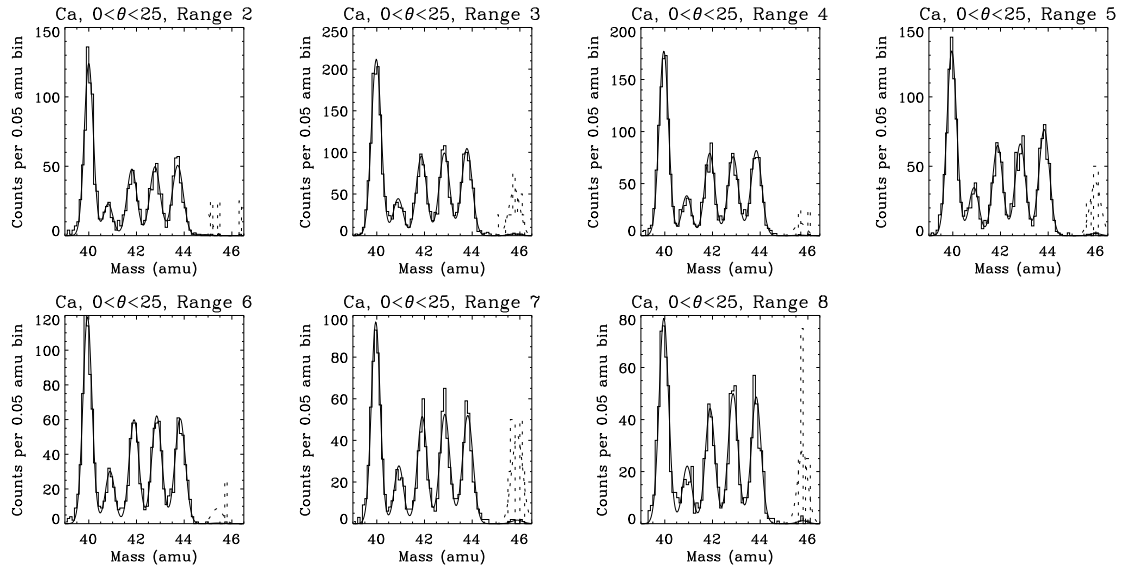 Ca, 0<θ<25, Range 2
Counts per 0.05 amu bin
150
100
50
0
40 42 44 46
Mass (amu)
Ca, 0<θ<25, Range 3
Counts per 0.05 amu bin
250
200
150
100
50
0
40 42 44 46
Mass (amu)
Ca, 0<θ<25, Range 4
Counts per 0.05 amu bin
200
150
100
50
0
40 42 44 46
Mass (amu)
Ca, 0<θ<25, Range 5
Counts per 0.05 amu bin
150
100
50
0
40 42 44 46
Mass (amu)
Ca, 0<θ<25, Range 6
Counts per 0.05 amu bin
120
100
80
60
40
20
0
40 42 44 46
Mass (amu)
Ca, 0<θ<25, Range 7
Counts per 0.05 amu bin
100
80
60
40
20
0
40 42 44 46
Mass (amu)
Ca, 0<θ<25, Range 8
Counts per 0.05 amu bin
80
60
40
20
0
40 42 44 46
Mass (amu)